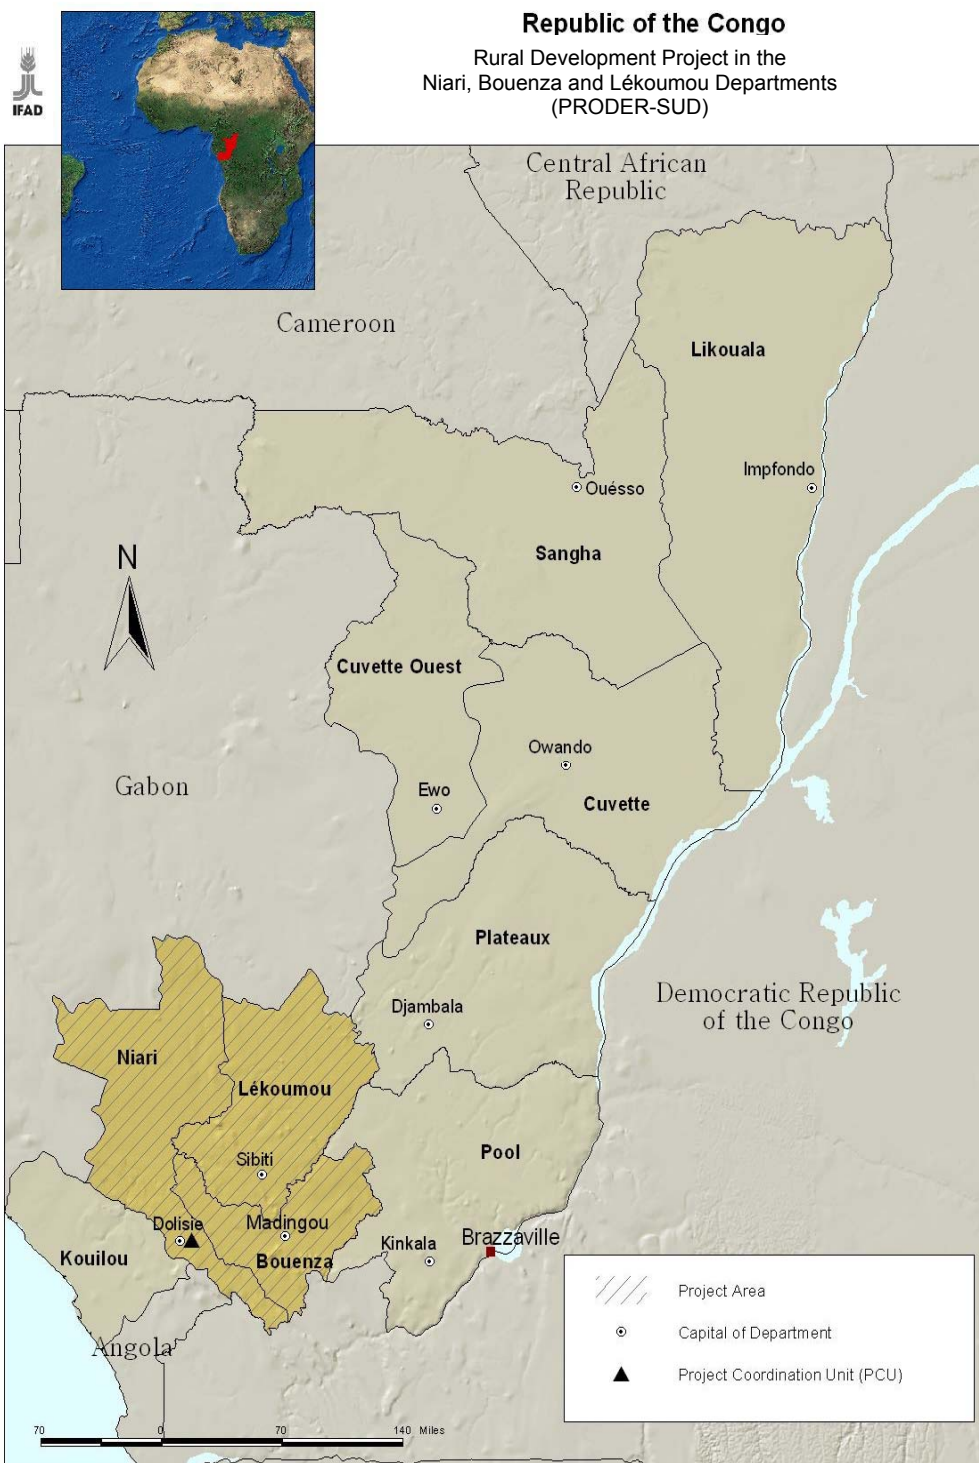 Republic of the Congo
Rural Development Project in the
Niari, Bouenza and Lékoumou Departments
(PRODER-SUD)
IFAD
Central African
Republic
Cameroon
Likouala
Impfondo
Ouésso
Sangha
N
Cuvette Ouest
Owando
Gabon
Ewo
Cuvette
Plateaux
Democratic Republic
of the Congo
Djambala
Niari
Lékoumou
Pool
Sibiti
Dolisie
Madingou
Kinkala
Brazzaville
Kouilou
Bouenza
Project Area
Capital of Department
Angola
Project Coordination Unit (PCU)
70 0 70 140 Miles